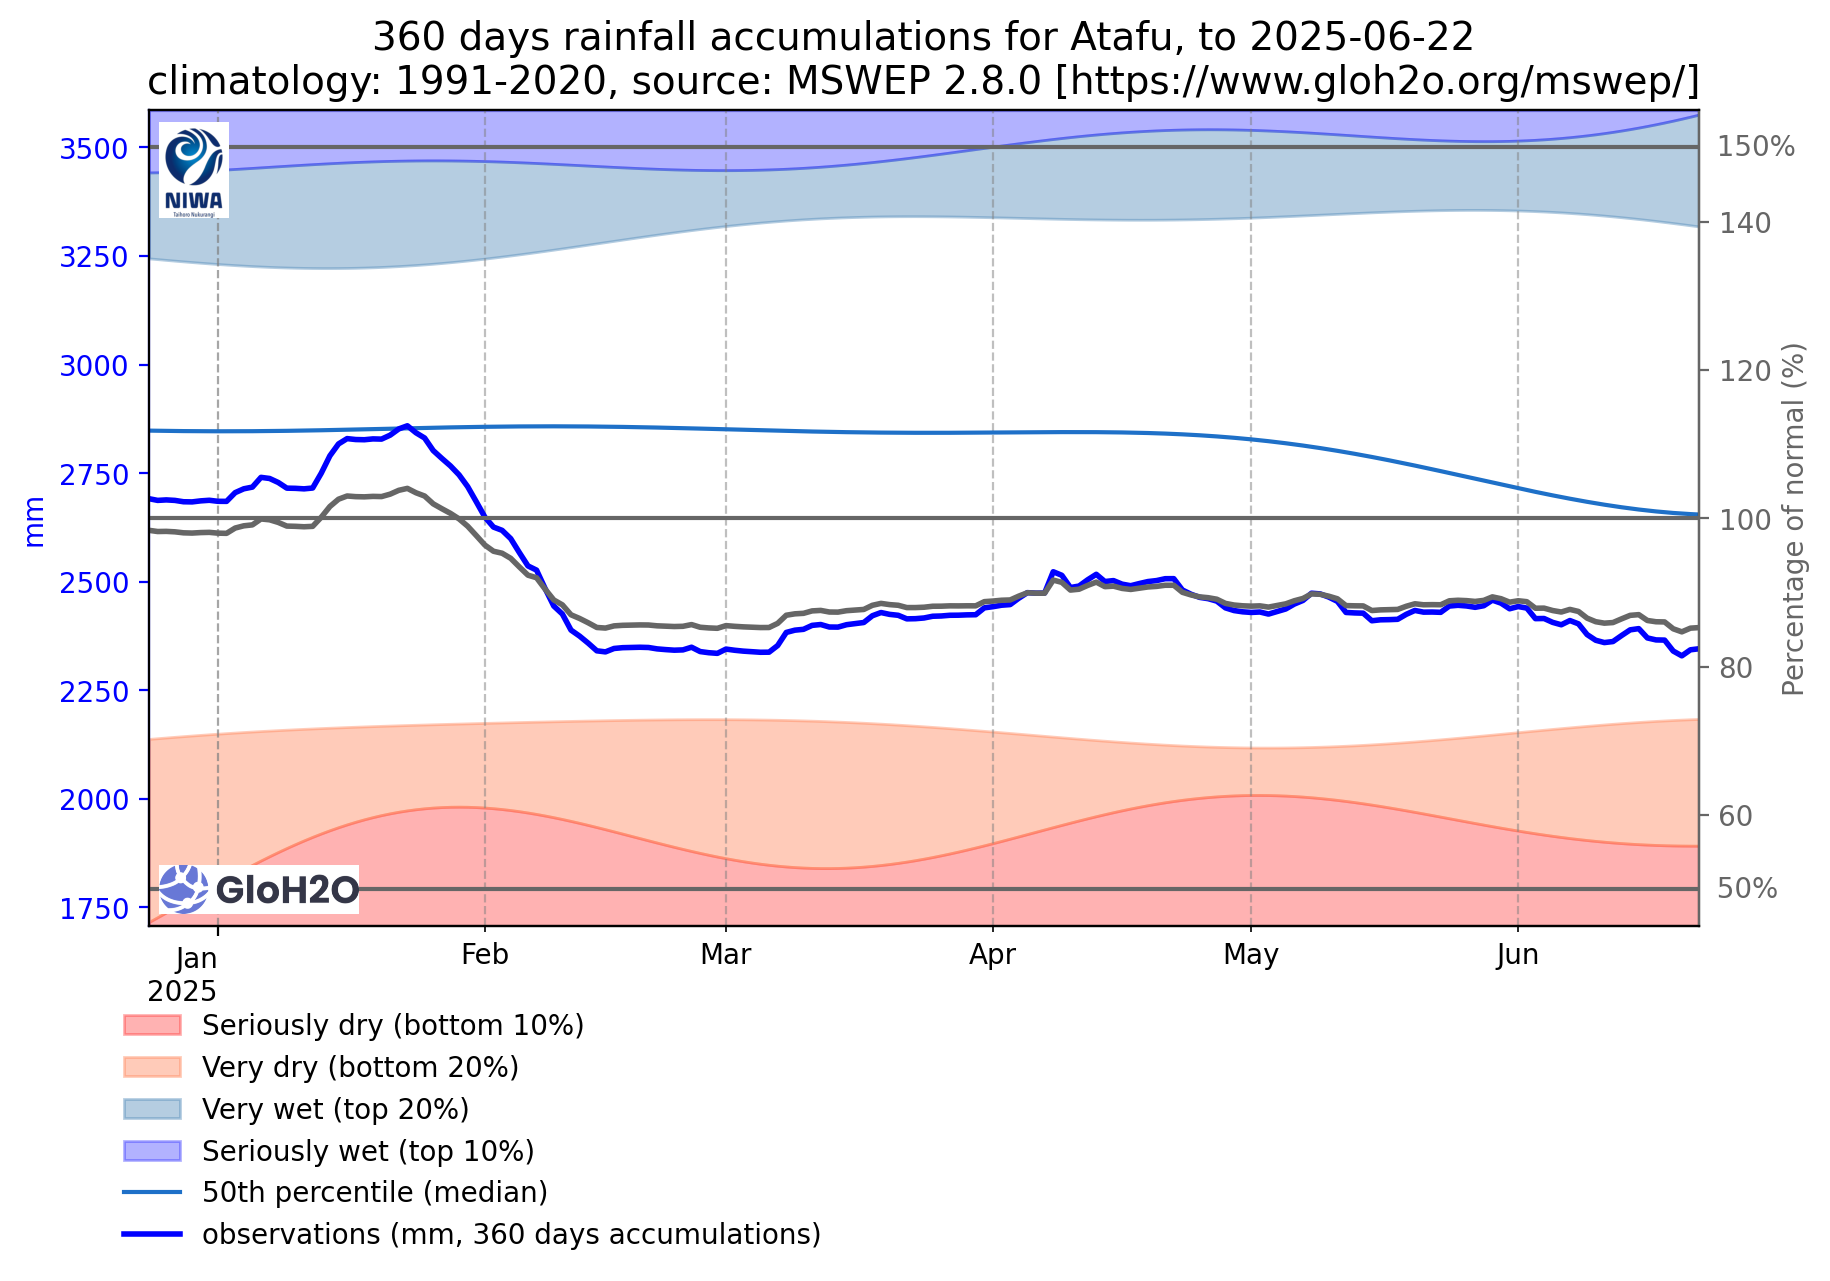 360 days rainfall accumulations for Atafu, to 2025-06-22
climatology: 1991-2020, source: MSWEP 2.8.0 [https://www.gloh2o.org/mswep/]
3500
3250
3000
2750
2500
2250
2000
1750
mm
150%
140
120
100
80
60
50%
Percentage of normal (%)
NIWA
Taihoro Nukurangi
GloH2O
Jan
2025
Feb
Mar
Apr
May
Jun
Seriously dry (bottom 10%)
Very dry (bottom 20%)
Very wet (top 20%)
Seriously wet (top 10%)
50th percentile (median)
observations (mm, 360 days accumulations)